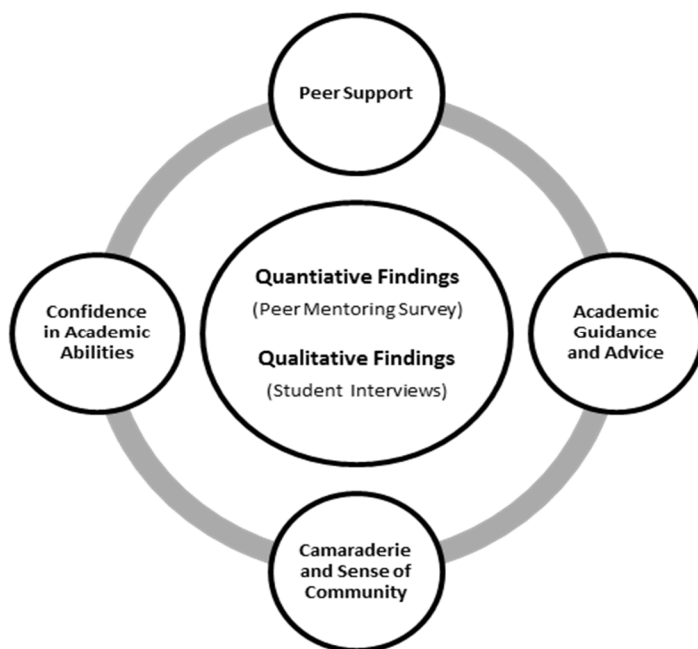 Peer Support
Confidence
in Academic
Abilities
Quantiative Findings
(Peer Mentoring Survey)
Qualitative Findings
(Student Interviews)
Academic
Guidance
and Advice
Camaraderie
and Sense of
Community